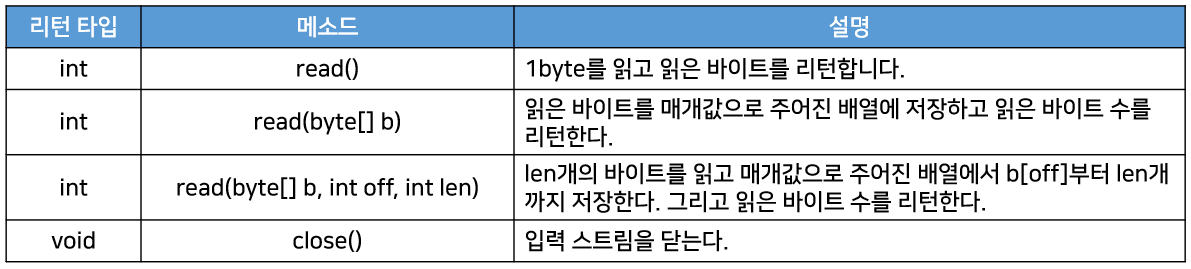 리턴 타입 메소드 설명
int read() 1byte를 읽고 읽은 바이트를 리턴합니다.
int read(byte[] b) 읽은 바이트를 매개값으로 주어진 배열에 저장하고 읽은 바이트 수를
리턴한다.
int read(byte[] b, int off, int len) len개의 바이트를 읽고 매개값으로 주어진 배열에서 b[off]부터 len개
까지 저장한다. 그리고 읽은 바이트 수를 리턴한다.
void close() 입력 스트림을 닫는다.